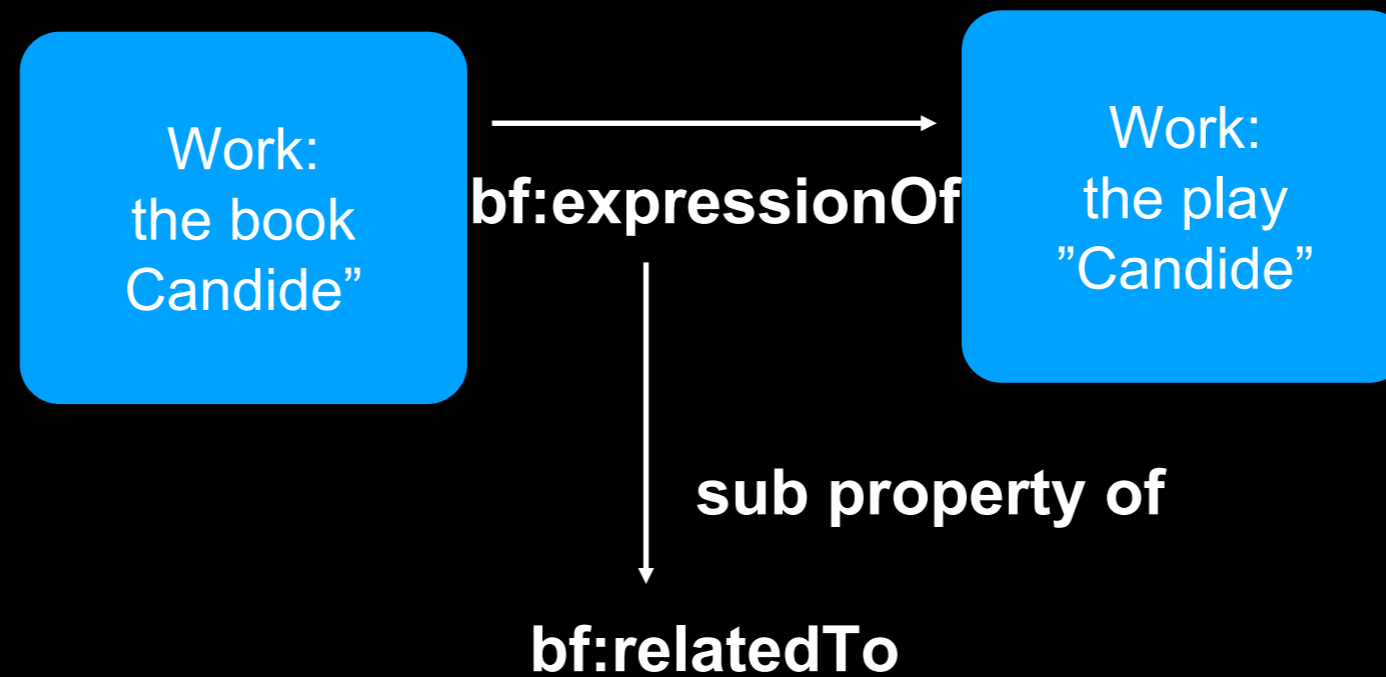 Work:
the book
Candide”
bf:expressionOf
Work:
the play
”Candide”
sub property of
bf:relatedTo